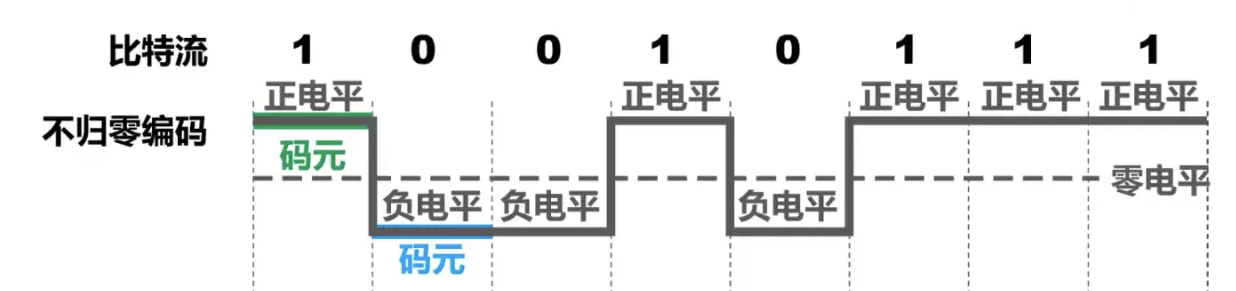 比特流 1 0 0 1 0 1 1 1
正电平 正电平 正电平 正电平 正电平
不归零编码
码元
零电平
负电平 负电平 负电平
码元